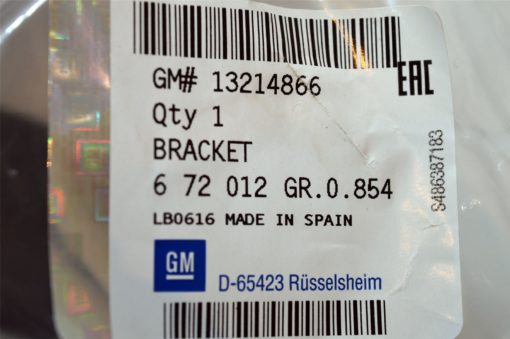 GM# 13214866
EAC
Qty 1
BRACKET
6 72 012 GR.0.854
LB0616 MADE IN SPAIN
S486387183
GM
D-65423 Rüsselsheim